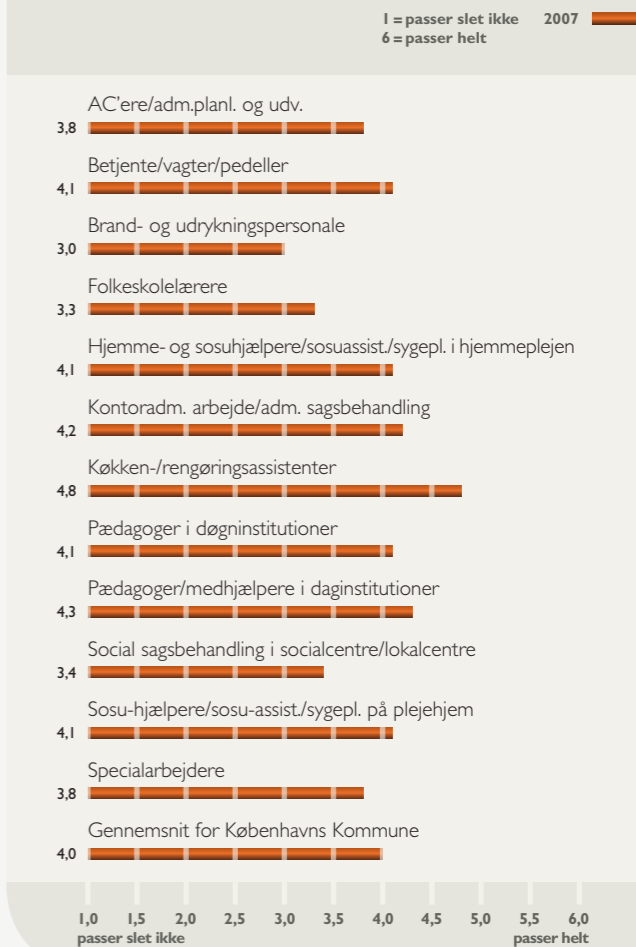 1 = passer slet ikke 2007
6 = passer helt
AC’ere/adm.planl. og udv.
3,8
Betjente/vagter/pedeller
4,1
Brand- og udrykningspersonale
3,0
Folkeskolelærere
3,3
Hjemme- og sosuhjælpere/sosuassist./sygepl. i hjemmeplejen
4,1
Kontoradm. arbejde/adm. sagsbehandling
4,2
Køkken-/rengøringsassistenter
4,8
Pædagoger i døgninstitutioner
4,1
Pædagoger/medhjælpere i daginstitutioner
4,3
Social sagsbehandling i socialcentre/lokalcentre
3,4
Sosu-hjælpere/sosu-assist./sygepl. på plejehjem
4,1
Specialarbejdere
3,8
Gennemsnit for Københavns Kommune
4,0
1,0 1,5 2,0 2,5 3,0 3,5 4,0 4,5 5,0 5,5 6,0
passer slet ikke passer helt